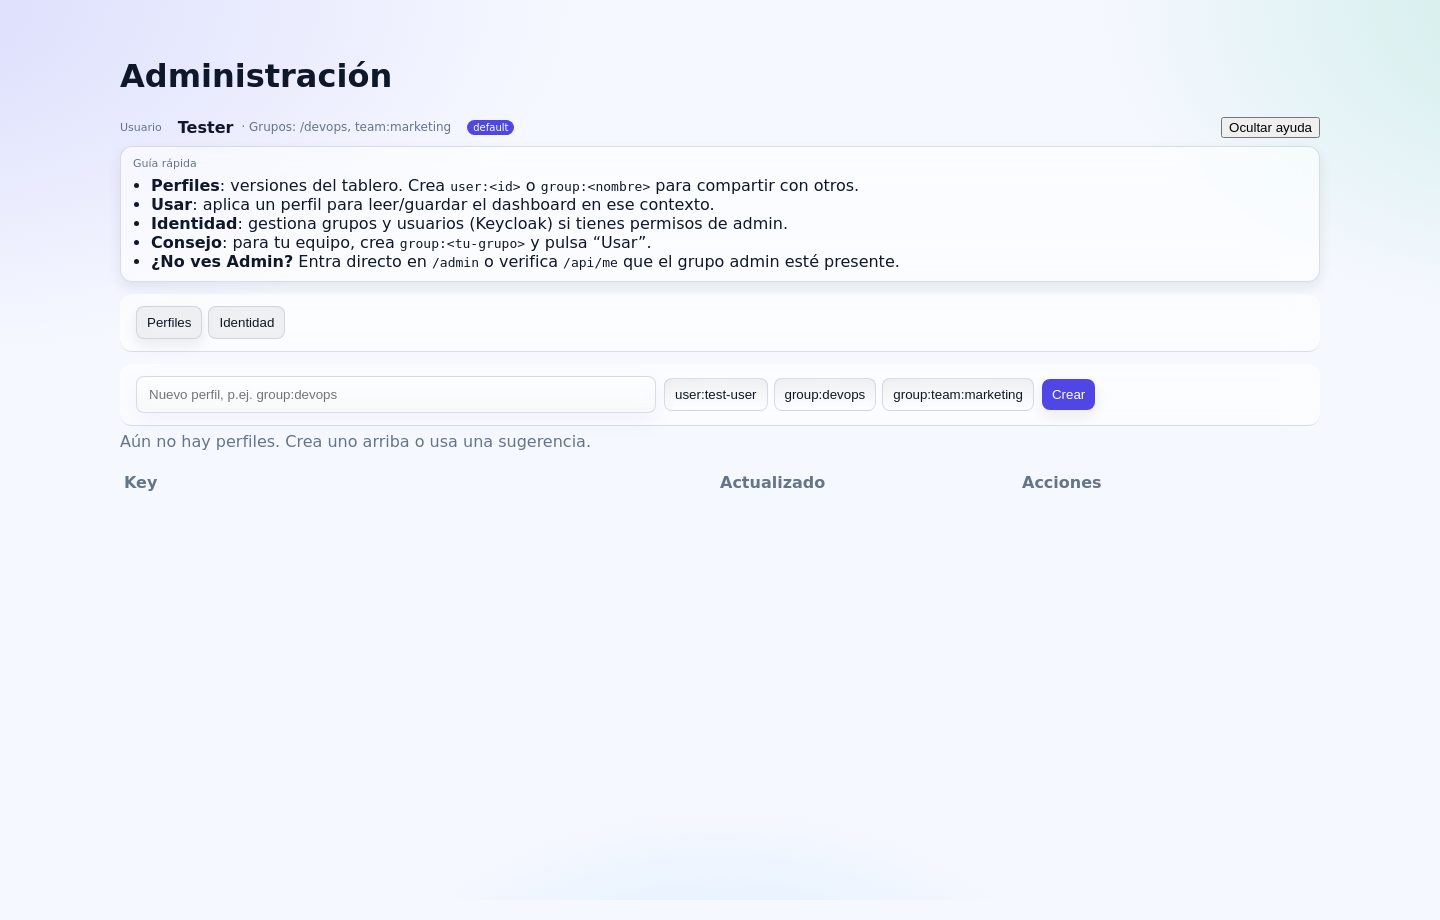 Administración
Usuario Tester · Grupos: /devops, team:marketing default Ocultar ayuda
Guía rápida
• Perfiles: versiones del tablero. Crea user:<id> o group:<nombre> para compartir con otros.
• Usar: aplica un perfil para leer/guardar el dashboard en ese contexto.
• Identidad: gestiona grupos y usuarios (Keycloak) si tienes permisos de admin.
• Consejo: para tu equipo, crea group:<tu-grupo> y pulsa “Usar”.
• ¿No ves Admin? Entra directo en /admin o verifica /api/me que el grupo admin esté presente.
Perfiles Identidad
Nuevo perfil, p.ej. group:devops user:test-user group:devops group:team:marketing Crear
Aún no hay perfiles. Crea uno arriba o usa una sugerencia.
Key Actualizado Acciones